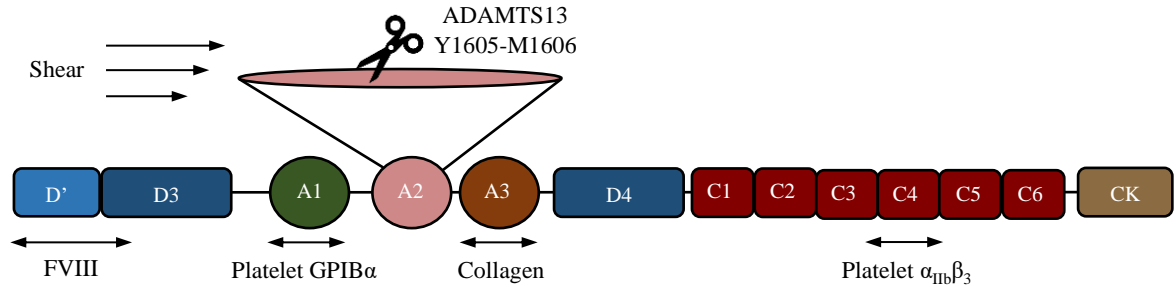 ADAMTS13
Y1605-M1606
Shear
D’ D3 A1 A2 A3 D4 C1 C2 C3 C4 C5 C6 CK
FVIII Platelet GPIBα Collagen Platelet αIIbβ3